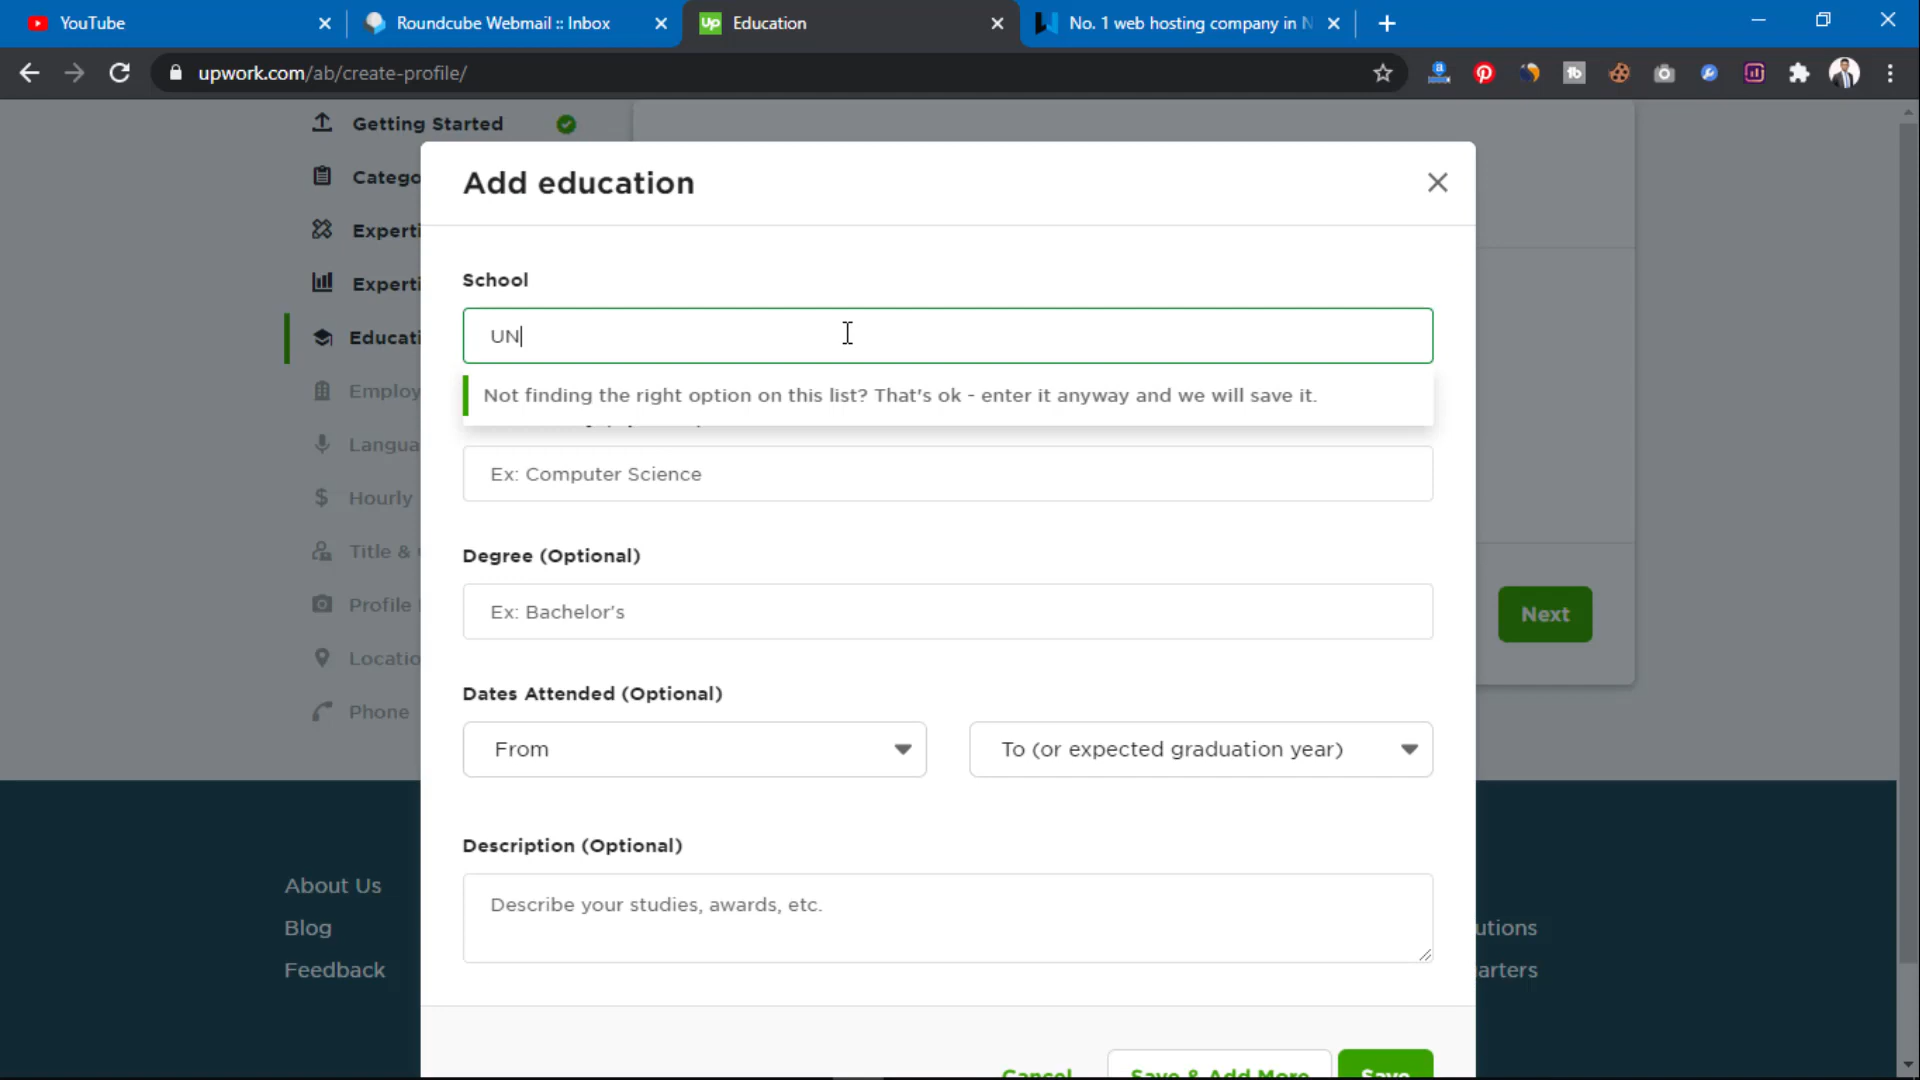 YouTube
Roundcube Webmail :: Inbox
Up Education
No. 1 web hosting company in N
upwork.com/ab/create-profile/
Getting Started
Catego
Experti
Experti
Educati
Employ
Langua
Hourly
Title &
Profile
Locatio
Phone
Add education
School
UN
Not finding the right option on this list? That's ok - enter it anyway and we will save it.
Ex: Computer Science
Degree (Optional)
Ex: Bachelor's
Dates Attended (Optional)
From
To (or expected graduation year)
Description (Optional)
Describe your studies, awards, etc.
Cancel
Save & Add More
Save
Next
About Us
Blog
Feedback
utions
arters